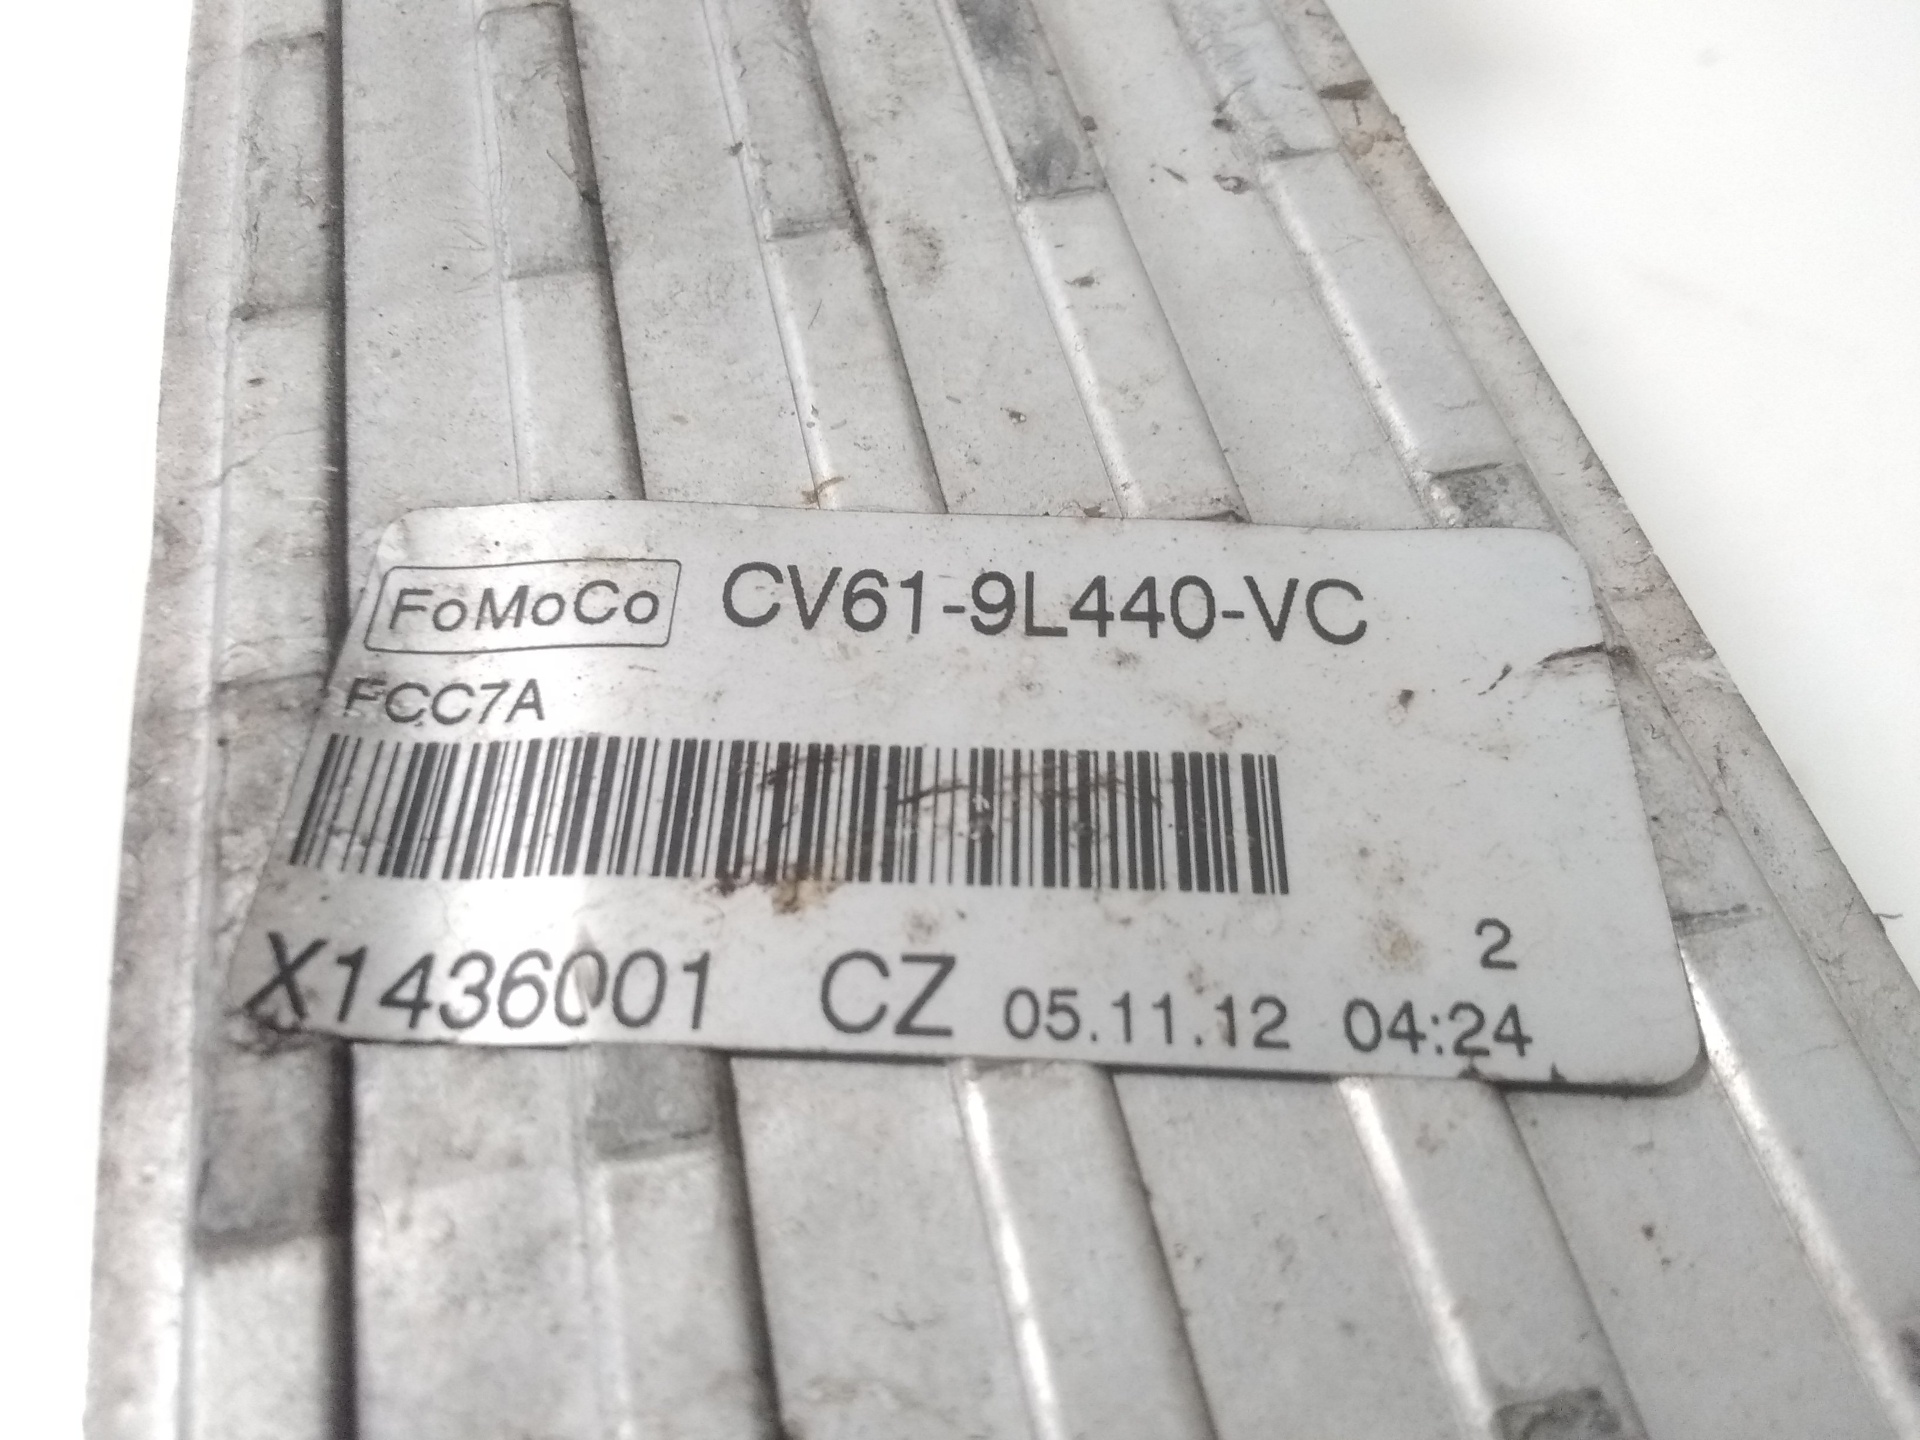 FoMoCo CV61-9L440-VC
FCC7A
2
X1436001 CZ 05.11.12 04:24